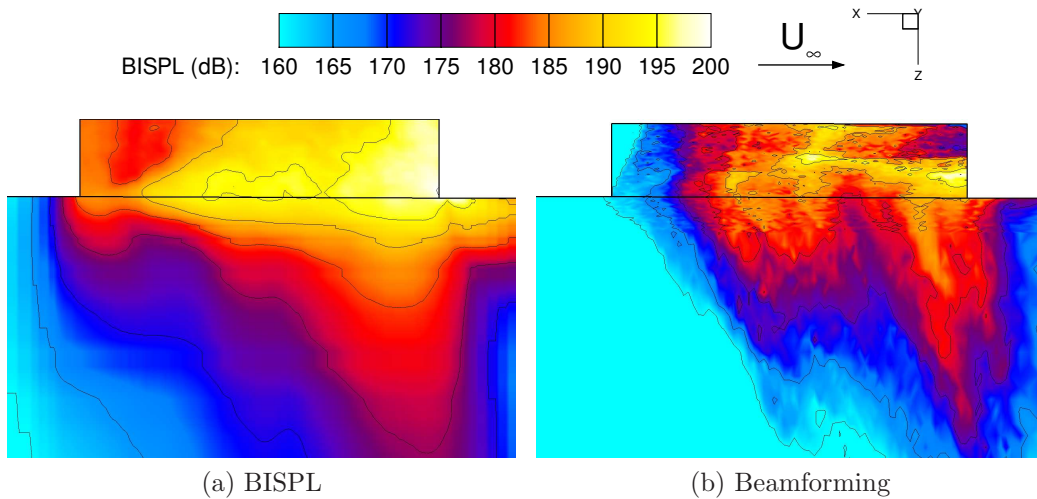 BISPL (dB): 160 165 170 175 180 185 190 195 200
U∞
X Y
Z
(a) BISPL
(b) Beamforming